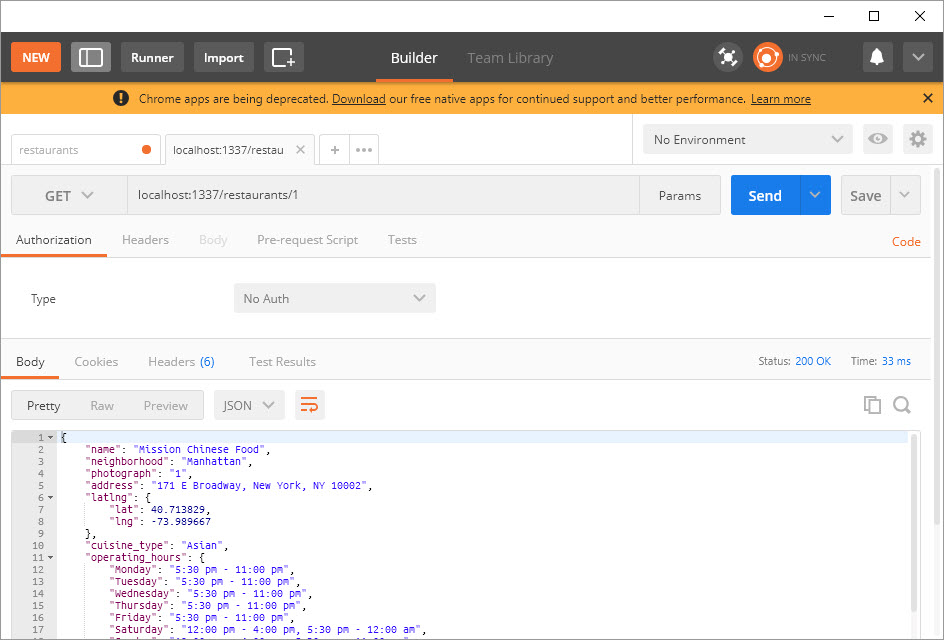 NEW Runner Import Builder Team Library IN SYNC
Chrome apps are being deprecated. Download our free native apps for continued support and better performance. Learn more
restaurants localhost:1337/restau No Environment
GET localhost:1337/restaurants/1 Params Send Save
Authorization Headers Body Pre-request Script Tests Code
Type No Auth
Body Cookies Headers (6) Test Results Status: 200 OK Time: 33 ms
Pretty Raw Preview JSON
1 {
2 "name": "Mission Chinese Food",
3 "neighborhood": "Manhattan",
4 "photograph": "1",
5 "address": "171 E Broadway, New York, NY 10002",
6 "latlng": {
7 "lat": 40.713829,
8 "lng": -73.989667
9 },
10 "cuisine_type": "Asian",
11 "operating_hours": {
12 "Monday": "5:30 pm - 11:00 pm",
13 "Tuesday": "5:30 pm - 11:00 pm",
14 "Wednesday": "5:30 pm - 11:00 pm",
15 "Thursday": "5:30 pm - 11:00 pm",
16 "Friday": "5:30 pm - 11:00 pm",
17 "Saturday": "12:00 pm - 4:00 pm, 5:30 pm - 12:00 am",